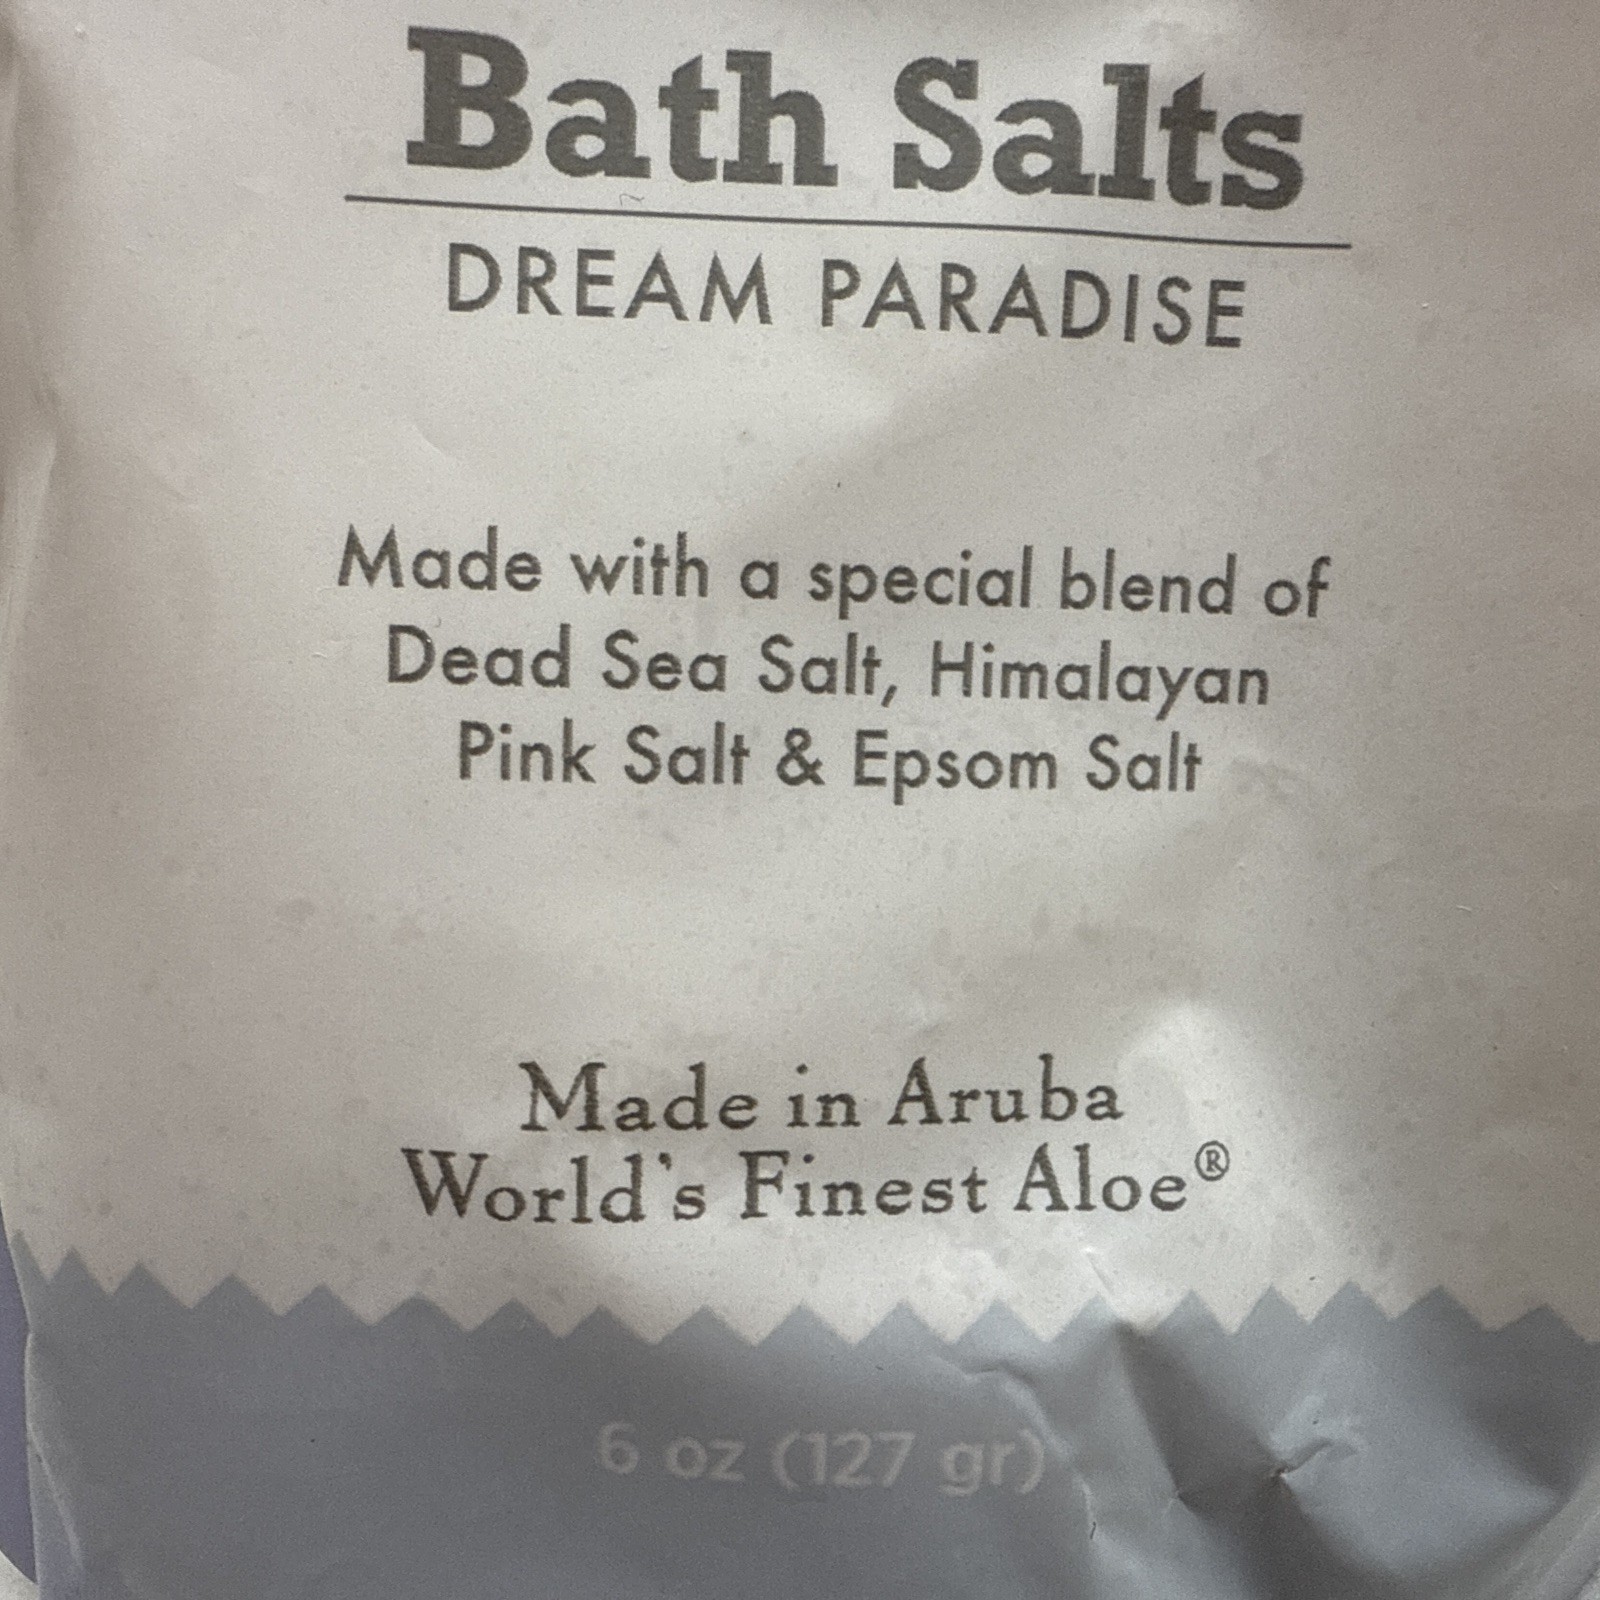 Bath Salts
DREAM PARADISE
Made with a special blend of
Dead Sea Salt, Himalayan
Pink Salt & Epsom Salt
Made in Aruba
World's Finest Aloe®
6 oz (127 gr)